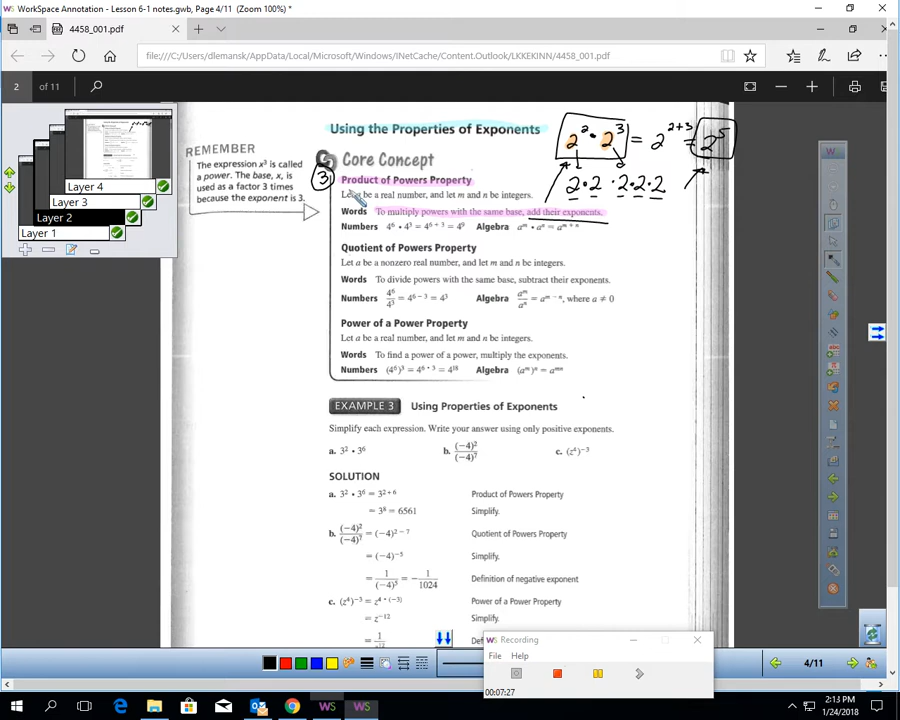 WorkSpace Annotation - Lesson 6-1 notes.gwb, Page 4/11 (Zoom 100%) *
4458_001.pdf
file:///C:/Users/dlemansk/AppData/Local/Microsoft/Windows/INetCache/Content.Outlook/LKKEKINN/4458_001.pdf
2 of 11
Layer 4
Layer 3
Layer 2
Layer 1
REMEMBER
The expression x³ is called
a power. The base, x, is
used as a factor 3 times
because the exponent is 3.
Using the Properties of Exponents
2² · 2³ = 2²⁺³ = 2⁵
2 · 2 · 2 · 2 · 2
Core Concept
3
Product of Powers Property
Let a be a real number, and let m and n be integers.
Words To multiply powers with the same base, add their exponents.
Numbers 4⁶ • 4³ = 4⁶ ⁺ ³ = 4⁹ Algebra aᵐ • aⁿ = aᵐ ⁺ ⁿ
Quotient of Powers Property
Let a be a nonzero real number, and let m and n be integers.
Words To divide powers with the same base, subtract their exponents.
Numbers 4⁶/4³ = 4⁶ ⁻ ³ = 4³ Algebra aᵐ/aⁿ = aᵐ ⁻ ⁿ, where a ≠ 0
Power of a Power Property
Let a be a real number, and let m and n be integers.
Words To find a power of a power, multiply the exponents.
Numbers (4⁶)³ = 4⁶ • ³ = 4¹⁸ Algebra (aᵐ)ⁿ = aᵐⁿ
EXAMPLE 3 Using Properties of Exponents
Simplify each expression. Write your answer using only positive exponents.
a. 3² • 3⁶ b. (−4)²/(−4)⁷ c. (z⁴)⁻³
SOLUTION
a. 3² • 3⁶ = 3² ⁺ ⁶ Product of Powers Property
= 3⁸ = 6561 Simplify.
b. (−4)²/(−4)⁷ = (−4)² ⁻ ⁷ Quotient of Powers Property
= (−4)⁻⁵ Simplify.
= 1/(−4)⁵ = −1/1024 Definition of negative exponent
c. (z⁴)⁻³ = z⁴ • ⁽⁻³⁾ Power of a Power Property
= z⁻¹² Simplify.
Recording
File Help
00:07:27
4/11
2:13 PM
1/24/2018